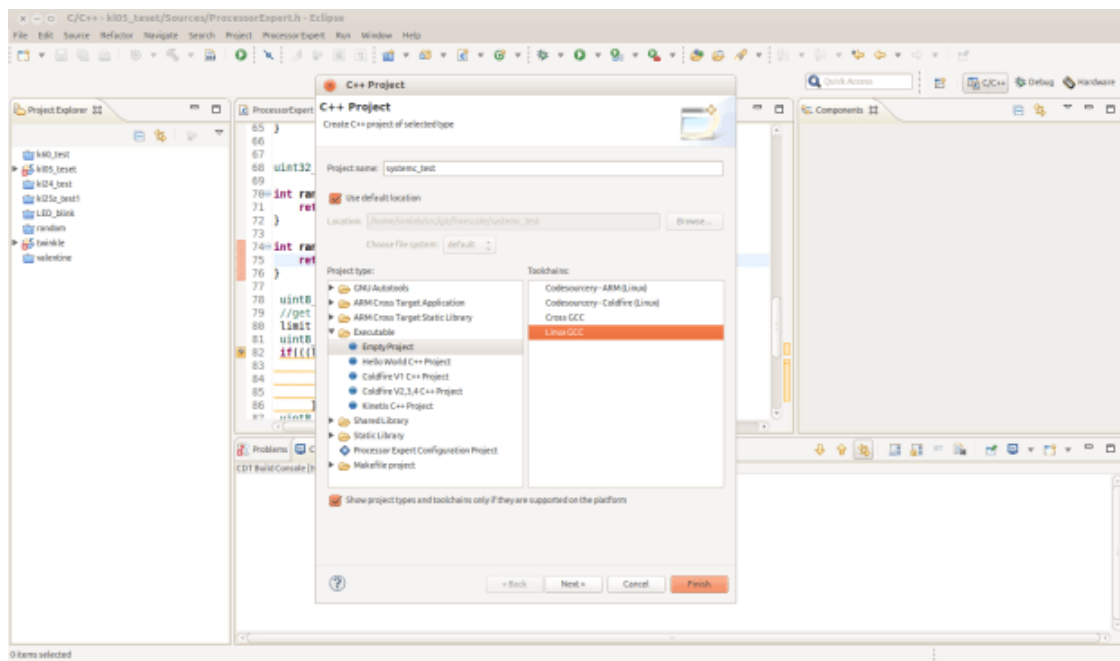 C/C++ - kl05_teset/Sources/ProcessorExpert.h - Eclipse
File Edit Source Refactor Navigate Search Project Processor Expert Run Window Help
Quick Access
C/C++
Debug
Hardware
Project Explorer
k60_test
kl05_teset
kl24_test
kl25z_test1
LED_blink
random
twinkle
valentine
ProcessorExpert
65 }
66
67
68 uint32_
69
70 int ran
71 ret
72 }
73
74 int ran
75 ret
76 }
77
78 uint8_
79 //get
80 limit
81 uint8_
82 if(((l
83
84
85
86 }
87 uint8_
C++ Project
C++ Project
Create C++ project of selected type
Project name: systemc_test
Use default location
Location:
Browse...
Choose file system: default
Project type:
GNU Autotools
ARM Cross Target Application
ARM Cross Target Static Library
Executable
Empty Project
Hello World C++ Project
Coldfire V1 C++ Project
Coldfire V2,3,4 C++ Project
Kinetis C++ Project
Shared Library
Static Library
Processor Expert Configuration Project
Makefile project
Toolchains:
Codesourcery - ARM (Linux)
Codesourcery - Coldfire (Linux)
Cross GCC
Linux GCC
Show project types and toolchains only if they are supported on the platform
< Back
Next >
Cancel
Finish
Components
Problems
CDT Build Console
0 items selected